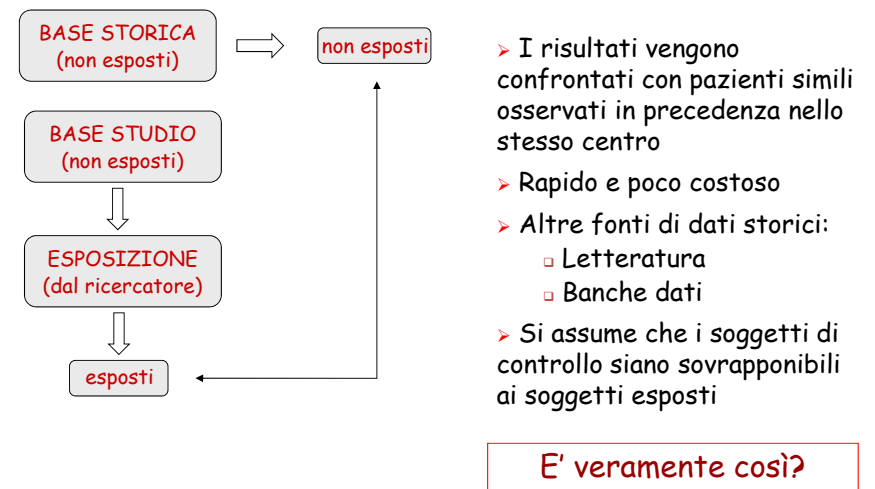 BASE STORICA
(non esposti)
non esposti
BASE STUDIO
(non esposti)
ESPOSIZIONE
(dal ricercatore)
esposti
➢ I risultati vengono
confrontati con pazienti simili
osservati in precedenza nello
stesso centro
➢ Rapido e poco costoso
➢ Altre fonti di dati storici:
❑ Letteratura
❑ Banche dati
➢ Si assume che i soggetti di
controllo siano sovrapponibili
ai soggetti esposti
E’ veramente così?